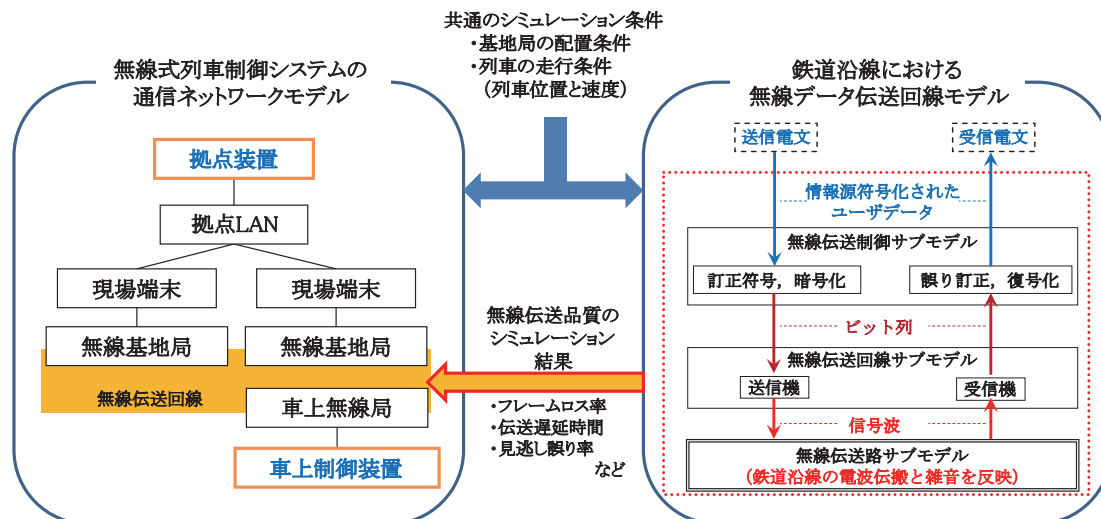 共通のシミュレーション条件
・基地局の配置条件
・列車の走行条件
(列車位置と速度)
無線式列車制御システムの
通信ネットワークモデル
拠点装置
拠点LAN
現場端末
現場端末
無線基地局
無線基地局
無線伝送回線
車上無線局
車上制御装置
無線伝送品質の
シミュレーション
結果
・フレームロス率
・伝送遅延時間
・見逃し誤り率
など
鉄道沿線における
無線データ伝送回線モデル
送信電文
受信電文
情報源符号化された
ユーザデータ
無線伝送制御サブモデル
訂正符号，暗号化
誤り訂正，復号化
ビット列
無線伝送回線サブモデル
送信機
受信機
信号波
無線伝送路サブモデル
(鉄道沿線の電波伝搬と雑音を反映)